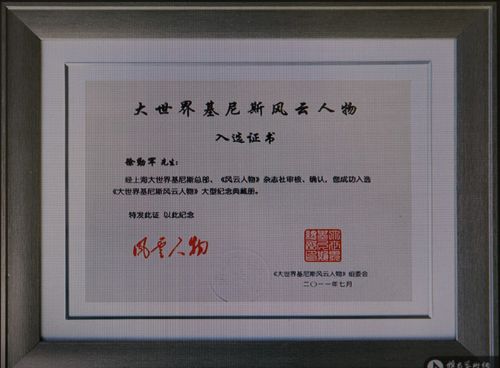 大世界基尼斯风云人物
入选证书
徐勤军 先生：
经上海大世界基尼斯总部、《风云人物》杂志社审核、确认，您成功入选
《大世界基尼斯风云人物》大型纪念典藏册。
特发此证 以此纪念
风云人物
《大世界基尼斯风云人物》组委会
二〇一一年七月